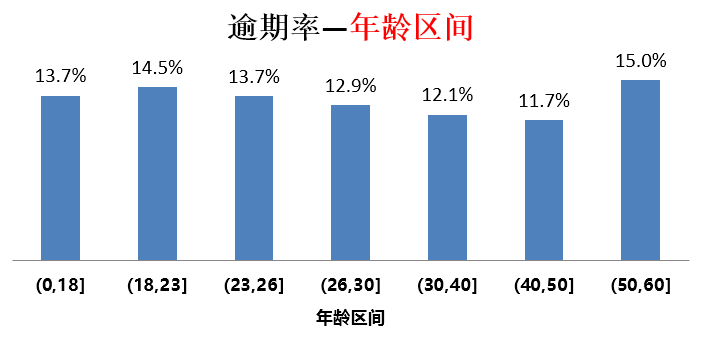 逾期率—年龄区间
13.7% 14.5% 13.7% 12.9% 12.1% 11.7% 15.0%
(0,18] (18,23] (23,26] (26,30] (30,40] (40,50] (50,60]
年龄区间